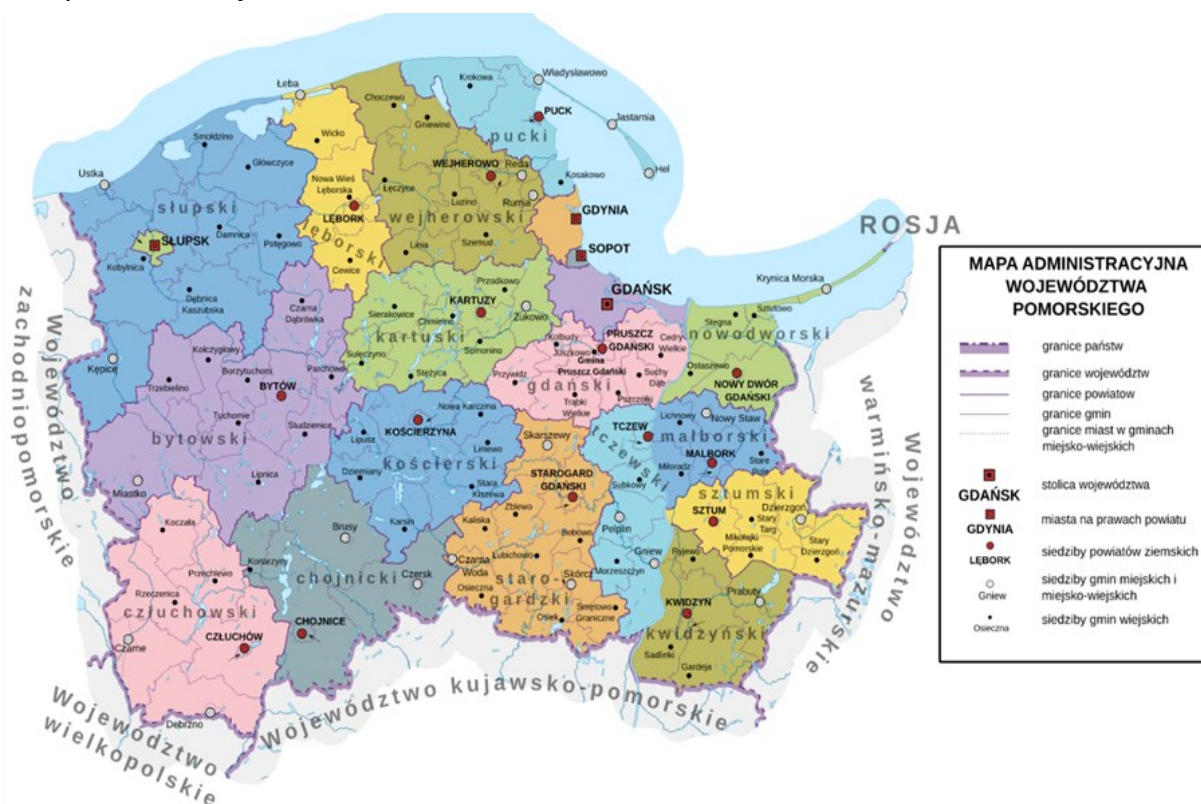 Łeba
Władysławowo
Choczewo
Krokowa
PUCK
Gniewino
Jastarnia
Smołdzino
Wicko
pucki
Główczyce
WEJHEROWO
Reda
Hel
Ustka
Nowa Wieś
Lęborska
Łęczyce
Kosakowo
słupski
LĘBORK
Luzino
Rumia
wejherowski
GDYNIA
Damnica
SŁUPSK
Potęgowo
lęborski
Linia
Szemud
SOPOT
ROSJA
Kobylnica
Cewice
Przodkowo
Krynica Morska
Dębnica
Kaszubska
Czarna
Dąbrówka
Sierakowice
KARTUZY
Chmielno
Żukowo
GDAŃSK
Stegna
Sztutowo
kartuski
nowodworski
Kępice
Kołczygłowy
Somonino
Kolbudy
PRUSZCZ
GDAŃSKI
Cedry
Wielkie
Juszkowo
Gmina
Pruszcz Gdański
Sulęczyno
Trzebielino
Borzytuchom
Parchowo
Stężyca
Przywidz
Suchy
Dąb
Ostaszewo
BYTÓW
gdański
NOWY DWÓR
GDAŃSKI
Trąbki
Wielkie
Pszczółki
Tuchomie
Nowa Karczma
Lichnowy
Nowy Staw
bytowski
Studzienice
KOŚCIERZYNA
Lipusz
Liniewo
Skarszewy
TCZEW
malborski
tczewski
Dziemiany
kościerski
MALBORK
Miłoradz
Stare
Pole
Lipnica
Stara
Kiszewa
STAROGARD
GDAŃSKI
Subkowy
sztumski
Miastko
Zblewo
SZTUM
Dzierzgoń
Koczała
Brusy
Karsin
Kaliska
Pelplin
Stary
Targ
Bobowo
Mikołajki
Pomorskie
Stary
Dzierzgoń
Konarzyny
Czarna
Woda
Lubichowo
Gniew
Ryjewo
Przechlewo
chojnicki
Czersk
Osieczna
staro-
gardzki
Skórcz
Morzeszczyn
Prabuty
Rzeczenica
człuchowski
Smętowo
Graniczne
KWIDZYN
Osiek
CHOJNICE
CZŁUCHÓW
kwidzyński
Czarne
Sadlinki
Gardeja
Debrzno
Województwo
zachodniopomorskie
Województwo
wielkopolskie
Województwo kujawsko-pomorskie
Województwo
warmińsko-mazurskie
MAPA ADMINISTRACYJNA
WOJEWÓDZTWA
POMORSKIEGO
granice państw
granice województw
granice powiatow
granice gmin
granice miast w gminach
miejsko-wiejskich
GDAŃSK
stolica województwa
GDYNIA
miasta na prawach powiatu
LĘBORK
siedziby powiatów ziemskich
Gniew
siedziby gmin miejskich i
miejsko-wiejskich
Osieczna
siedziby gmin wiejskich